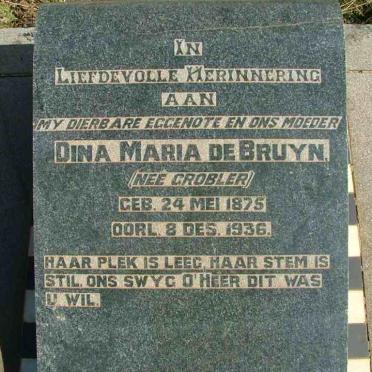 IN
LIEFDEVOLLE HERINNERING
AAN
MY DIERBARE EGGENOTE EN ONS MOEDER
DINA MARIA DE BRUYN.
(NEE GROBLER)
GEB. 24 MEI 1875
OORL. 8 DES. 1936.
HAAR PLEK IS LEEG HAAR STEM IS
STIL. ONS SWYG O' HEER DIT WAS
U WIL.